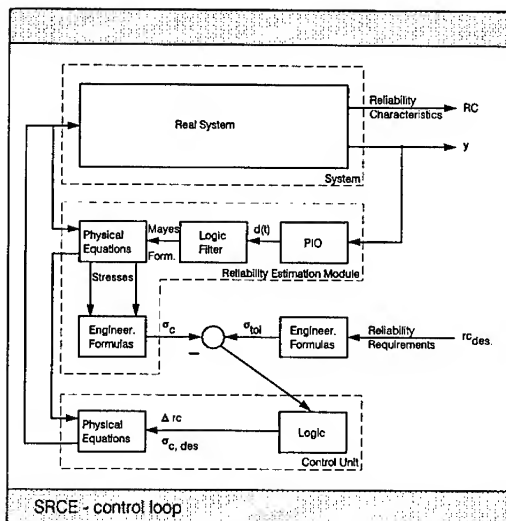 Real System
Reliability
Characteristics
RC
y
System
Physical
Equations
Mayes
Form.
Logic
Filter
d(t)
PIO
Stresses
Reliability Estimation Module
Engineer.
Formulas
σc
−
σtol
Engineer.
Formulas
Reliability
Requirements
rcdes.
Physical
Equations
Δ rc
σc, des
Logic
Control Unit
SRCE - control loop